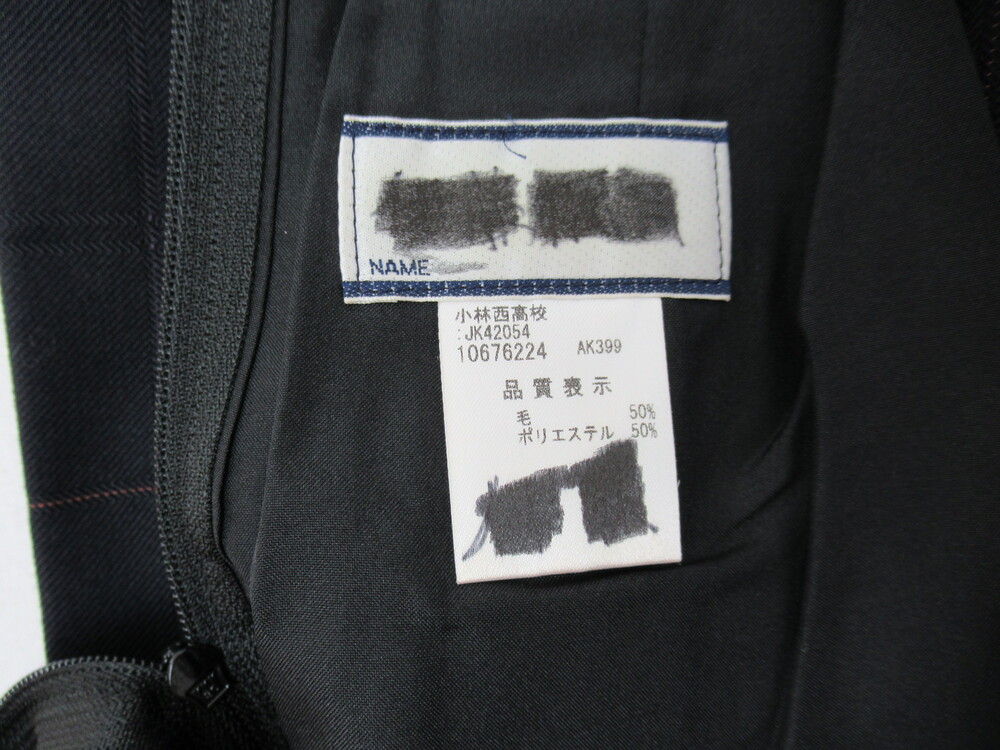 NAME
小林西高校
:JK42054
10676224 AK399
品質表示
毛 50%
ポリエステル 50%